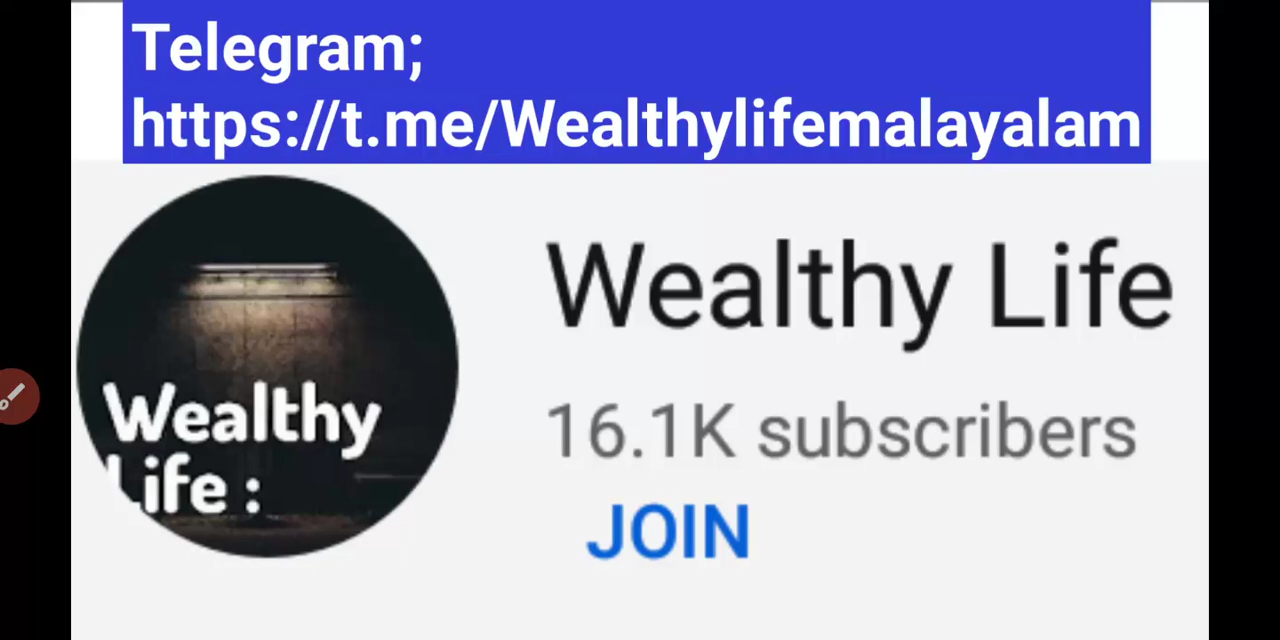 Telegram;
https://t.me/Wealthylifemalayalam
Wealthy Life
16.1K subscribers
JOIN
Wealthy
Life :